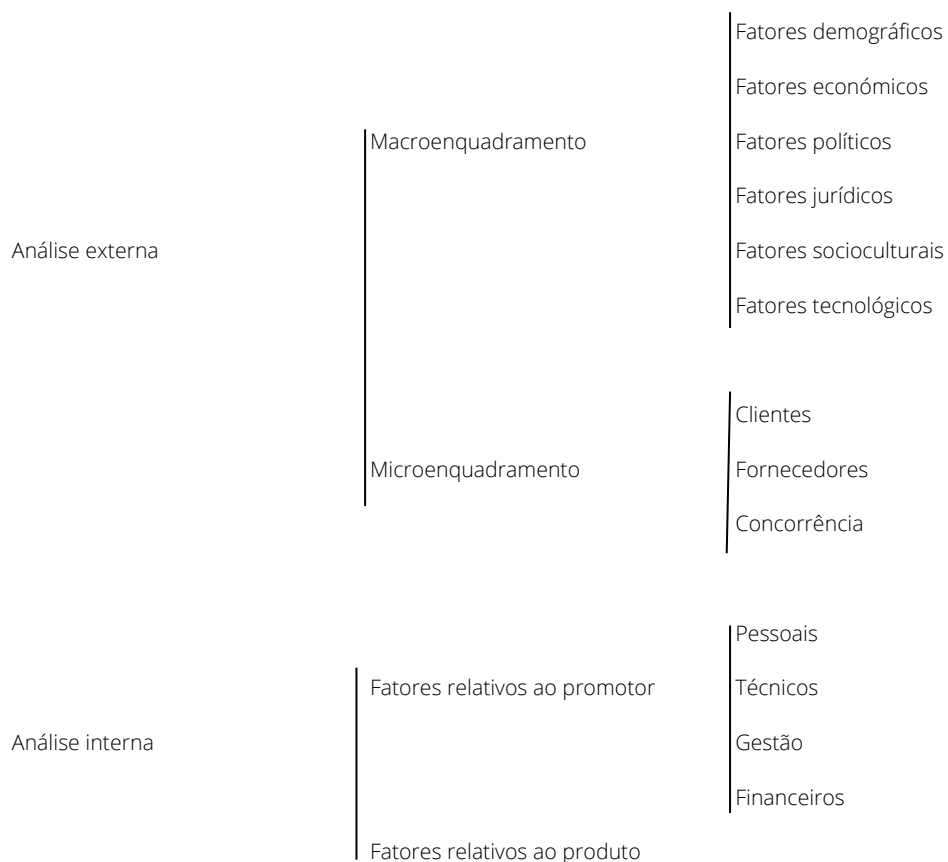 Análise externa
Macroenquadramento
Fatores demográficos
Fatores económicos
Fatores políticos
Fatores jurídicos
Fatores socioculturais
Fatores tecnológicos
Microenquadramento
Clientes
Fornecedores
Concorrência
Análise interna
Fatores relativos ao promotor
Pessoais
Técnicos
Gestão
Financeiros
Fatores relativos ao produto